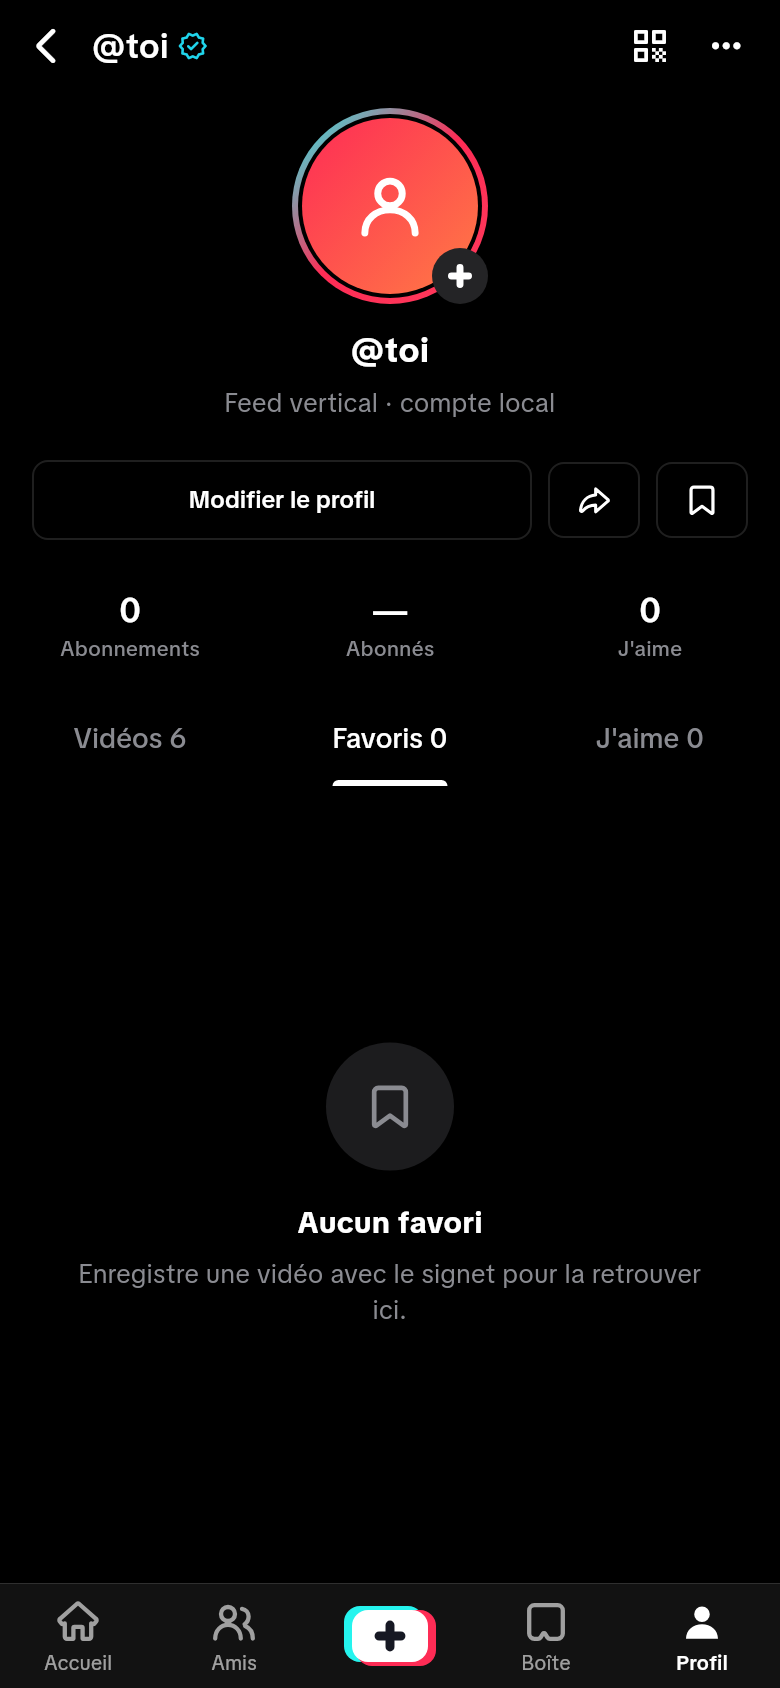 @toi
@toi
Feed vertical · compte local
Modifier le profil
0
Abonnements
—
Abonnés
0
J'aime
Vidéos 6
Favoris 0
J'aime 0
Aucun favori
Enregistre une vidéo avec le signet pour la retrouver
ici.
Accueil
Amis
Boîte
Profil